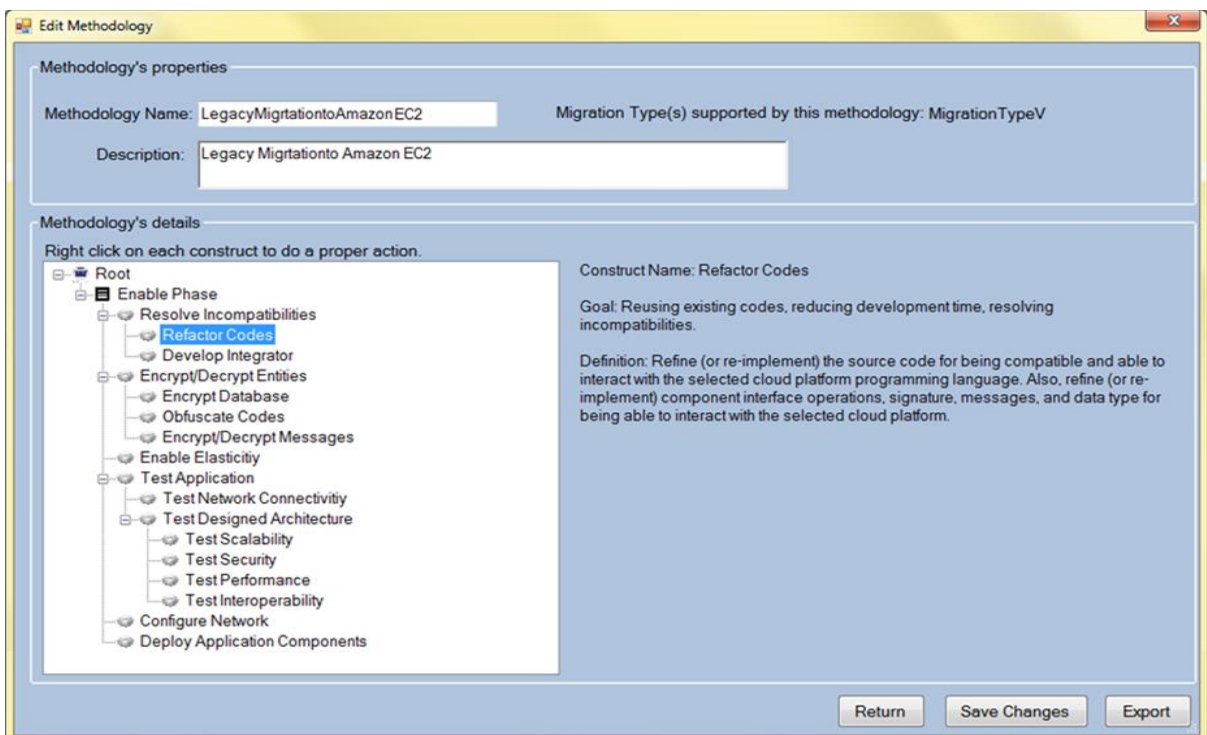 Edit Methodology
Methodology's properties
Methodology Name: LegacyMigrtationtoAmazonEC2 Migration Type(s) supported by this methodology: MigrationTypeV
Description: Legacy Migrtationto Amazon EC2
Methodology's details
Right click on each construct to do a proper action.
Root
Enable Phase
Resolve Incompatibilities
Refactor Codes
Develop Integrator
Encrypt/Decrypt Entities
Encrypt Database
Obfuscate Codes
Encrypt/Decrypt Messages
Enable Elasticitiy
Test Application
Test Network Connectivitiy
Test Designed Architecture
Test Scalability
Test Security
Test Performance
Test Interoperability
Configure Network
Deploy Application Components
Construct Name: Refactor Codes
Goal: Reusing existing codes, reducing development time, resolving
incompatibilities.
Definition: Refine (or re-implement) the source code for being compatible and able to
interact with the selected cloud platform programming language. Also, refine (or re-
implement) component interface operations, signature, messages, and data type for
being able to interact with the selected cloud platform.
Return Save Changes Export